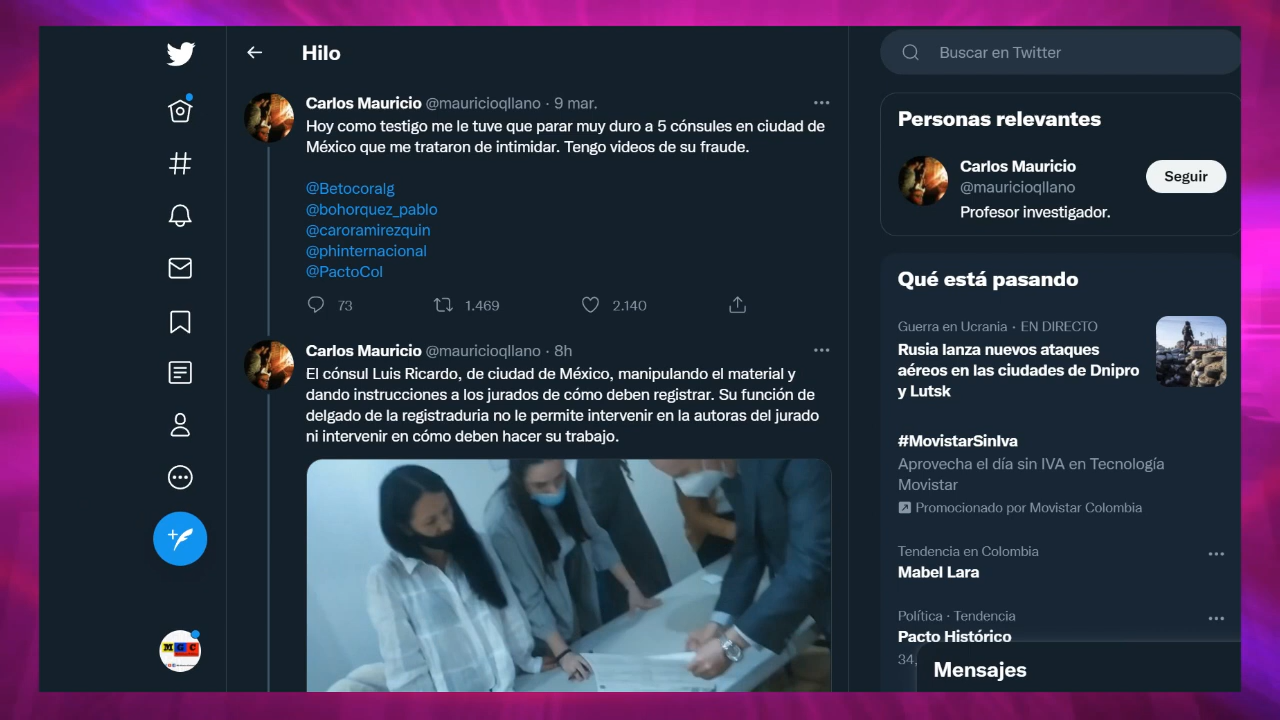 Hilo
Carlos Mauricio @mauricioqllano · 9 mar.
Hoy como testigo me le tuve que parar muy duro a 5 cónsules en ciudad de
México que me trataron de intimidar. Tengo videos de su fraude.
@Betocoralg
@bohorquez_pablo
@caroramirezquin
@phinternacional
@PactoCol
73
1.469
2.140
Carlos Mauricio @mauricioqllano · 8h
El cónsul Luis Ricardo, de ciudad de México, manipulando el material y
dando instrucciones a los jurados de cómo deben registrar. Su función de
delgado de la registraduria no le permite intervenir en la autoras del jurado
ni intervenir en cómo deben hacer su trabajo.
Buscar en Twitter
Personas relevantes
Carlos Mauricio
@mauricioqllano
Seguir
Profesor investigador.
Qué está pasando
Guerra en Ucrania · EN DIRECTO
Rusia lanza nuevos ataques
aéreos en las ciudades de Dnipro
y Lutsk
#MovistarSinIva
Aprovecha el día sin IVA en Tecnología
Movistar
Promocionado por Movistar Colombia
Tendencia en Colombia
Mabel Lara
Política · Tendencia
Pacto Histórico
34.
Mensajes
MGC